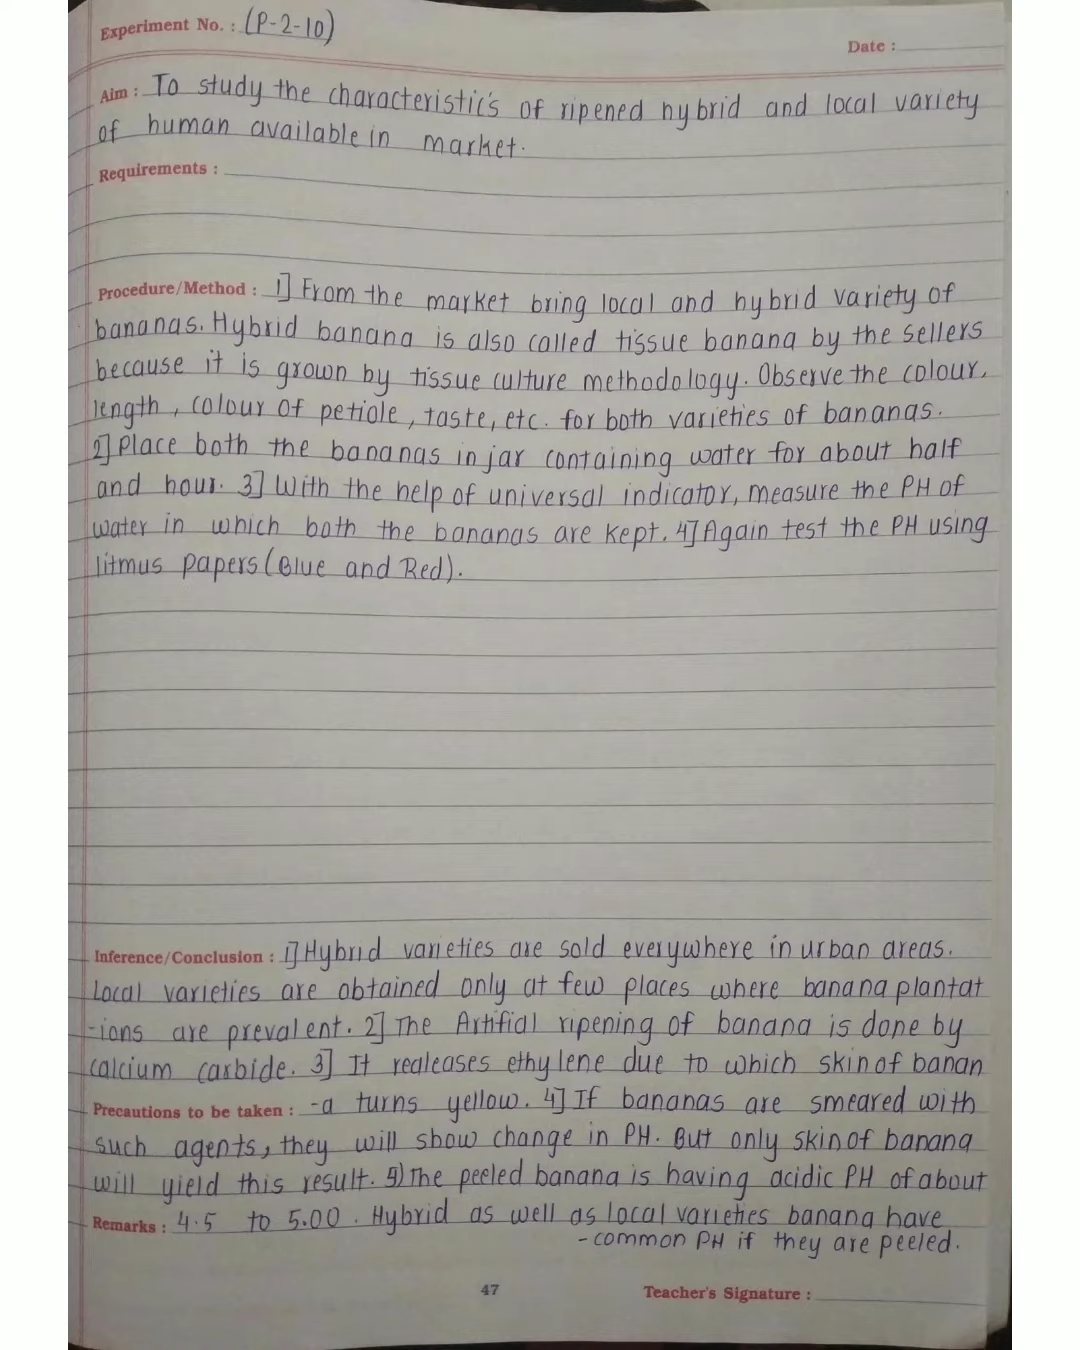 Experiment No. : (P-2-10)
Date :
Aim : To study the characteristic's of ripened hybrid and local variety
of human available in market.
Requirements :
Procedure/Method : 1] From the market bring local and hybrid variety of
bananas. Hybrid banana is also called tissue banana by the sellers
because it is grown by tissue culture methodology. Observe the colour,
length, colour of petiole, taste, etc. for both varieties of bananas.
2] Place both the bananas in jar containing water for about half
and hour. 3] With the help of universal indicator, measure the PH of
water in which both the bananas are kept. 4] Again test the PH using
litmus papers (Blue and Red).
Inference/Conclusion : 1] Hybrid varieties are sold everywhere in urban areas.
Local varieties are obtained only at few places where banana plantat
-ions are prevalent. 2] The Artifial ripening of banana is done by
calcium carbide. 3] It realeases ethylene due to which skin of banan
Precautions to be taken : -a turns yellow. 4] If bananas are smeared with
such agents, they will show change in PH. But only skin of banana
will yield this result. 5) The peeled banana is having acidic PH of about
Remarks : 4.5 to 5.00. Hybrid as well as local varieties banana have
- common PH if they are peeled.
47
Teacher's Signature :